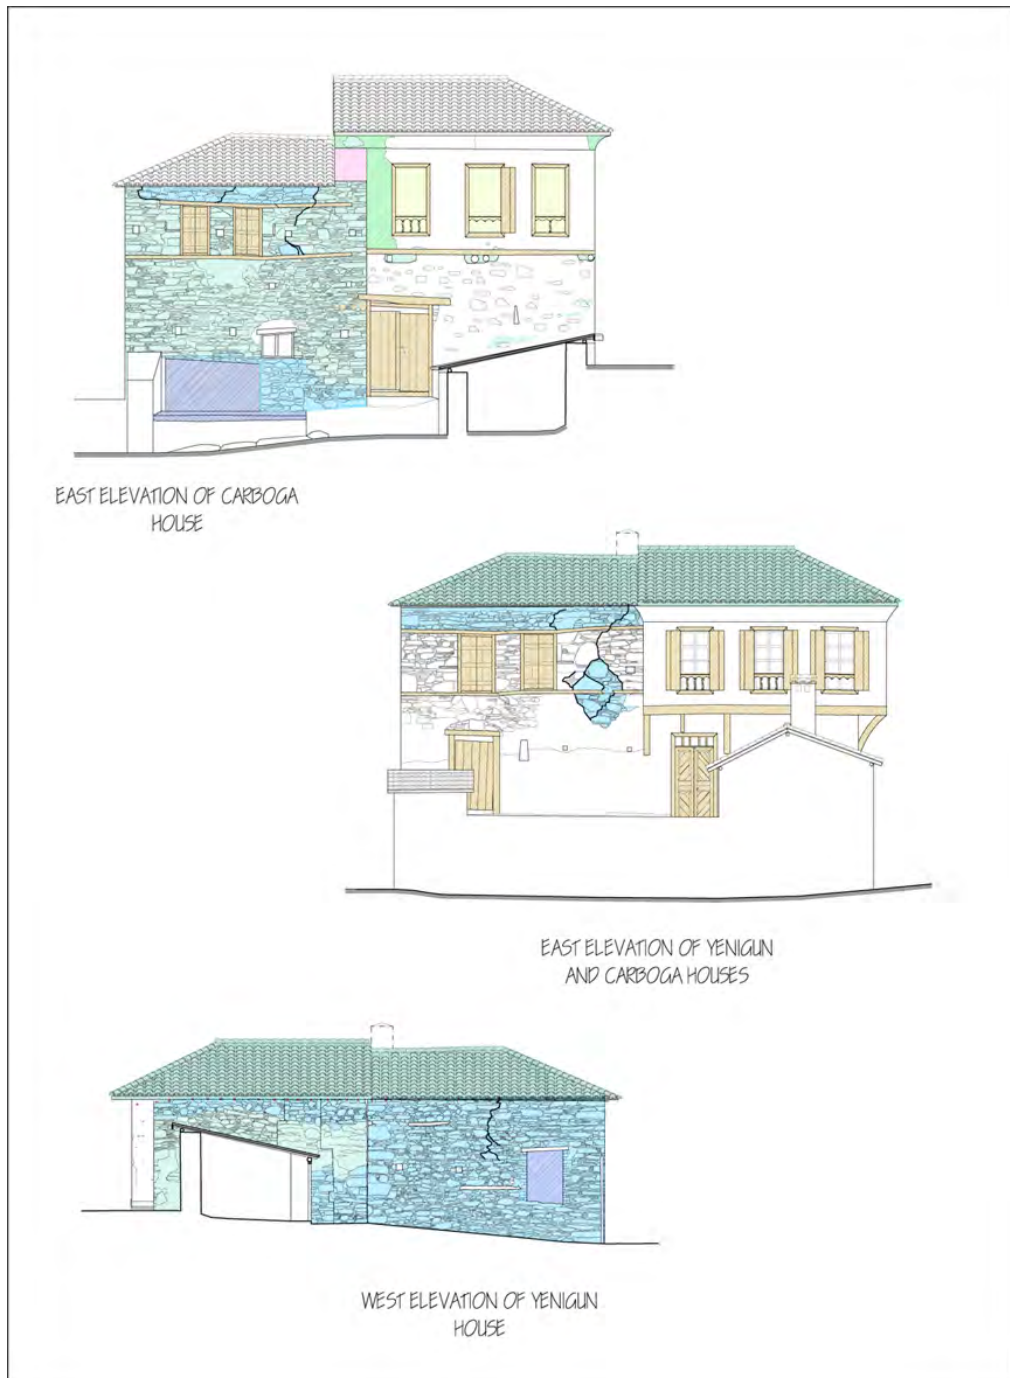 EAST ELEVATION OF CARBOGA
HOUSE
EAST ELEVATION OF YENIGUN
AND CARBOGA HOUSES
WEST ELEVATION OF YENIGUN
HOUSE